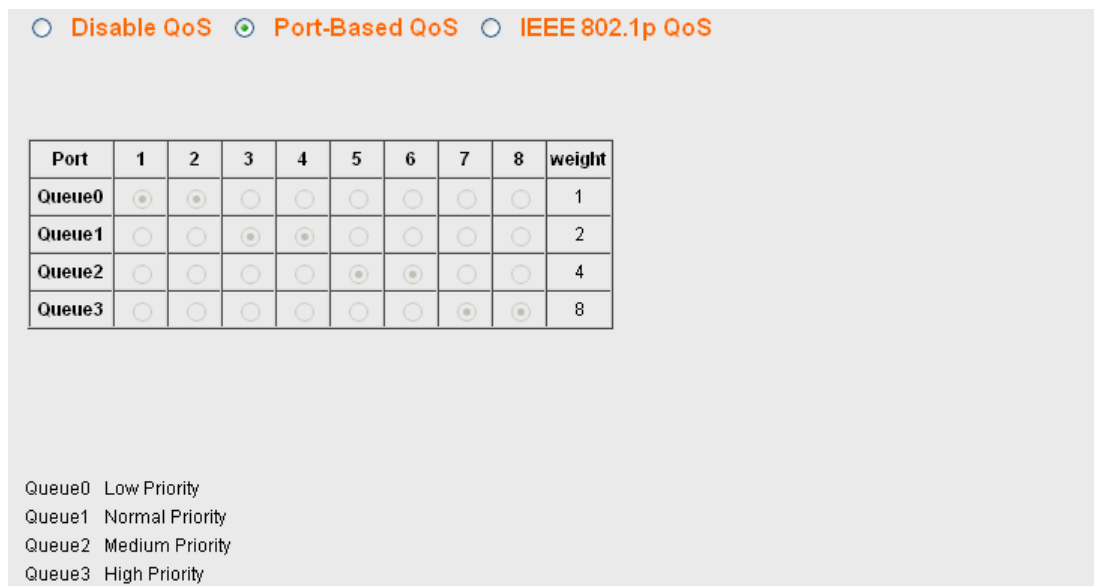 Disable QoS Port-Based QoS IEEE 802.1p QoS
Port 1 2 3 4 5 6 7 8 weight
Queue0 1
Queue1 2
Queue2 4
Queue3 8
Queue0 Low Priority
Queue1 Normal Priority
Queue2 Medium Priority
Queue3 High Priority